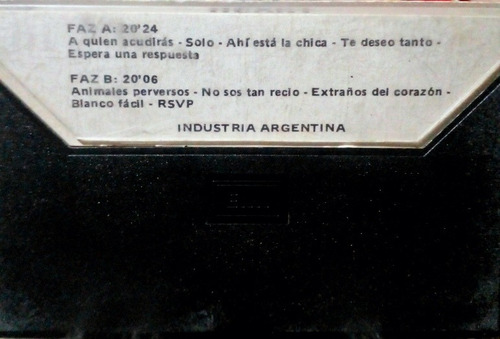 FAZ A: 20'24
A quien acudirás - Solo - Ahí está la chica - Te deseo tanto -
Espera una respuesta
FAZ B: 20'06
Animales perversos - No sos tan recio - Extraños del corazón -
Blanco fácil - RSVP
INDUSTRIA ARGENTINA